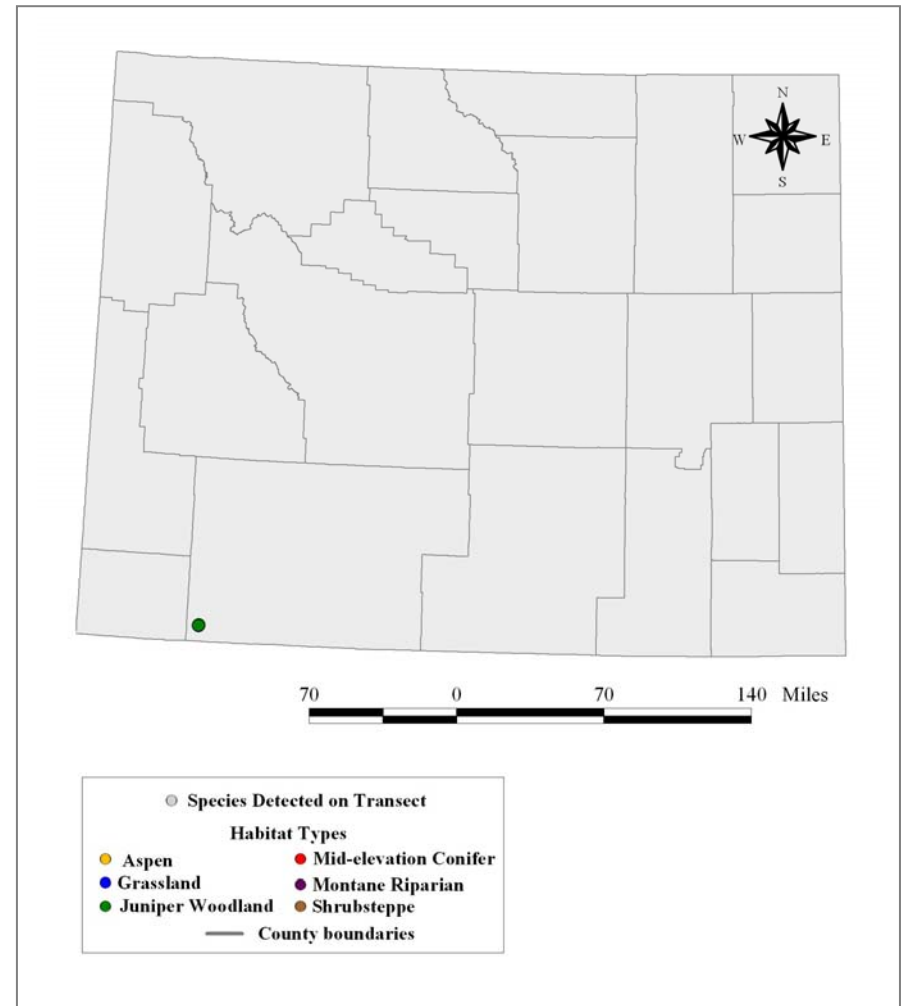 N
W E
S
70 0 70 140 Miles
Species Detected on Transect
Habitat Types
Aspen Mid-elevation Conifer
Grassland Montane Riparian
Juniper Woodland Shrubsteppe
County boundaries